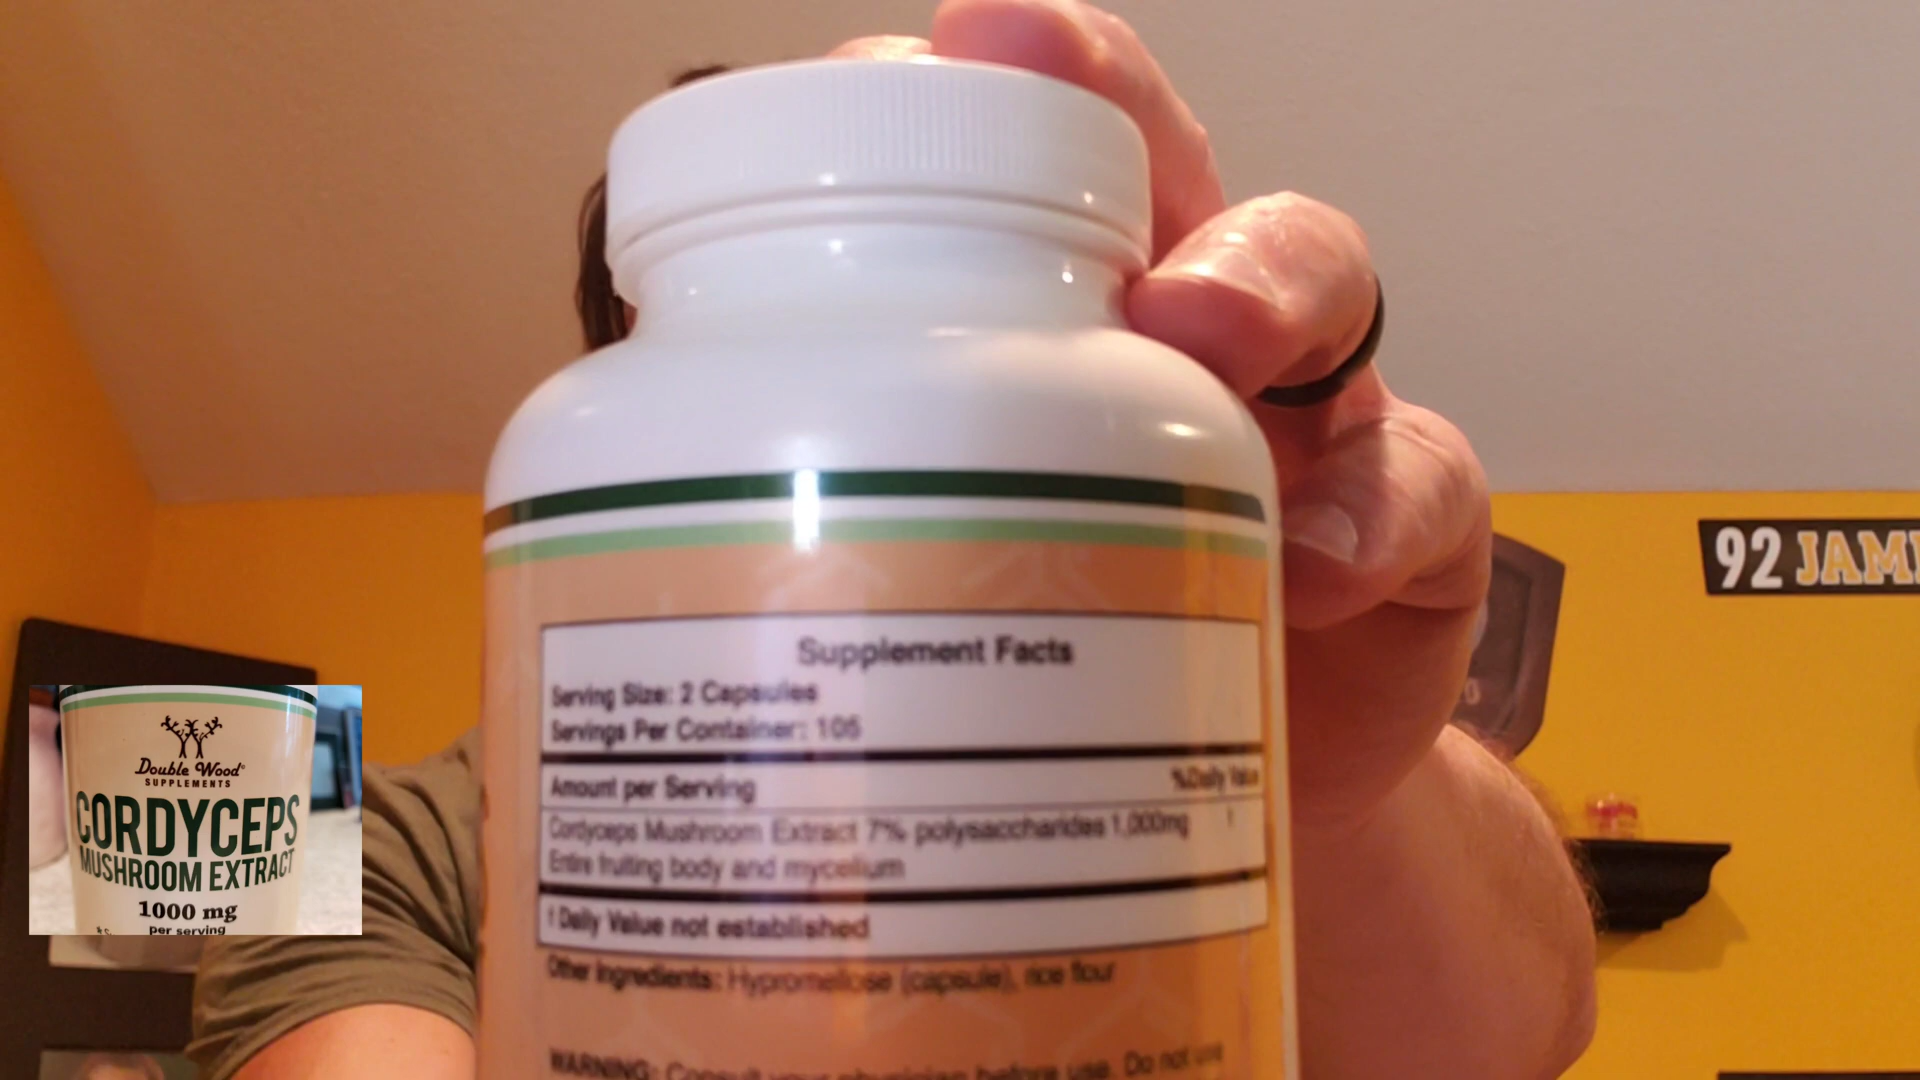 Supplement Facts
Serving Size: 2 Capsules
Servings Per Container: 105
Amount per Serving
%Daily Value
Cordyceps Mushroom Extract 7% polysaccharides 1,000mg †
Entire fruiting body and mycelium
† Daily Value not established
Other Ingredients: Hypromellose (capsule), rice flour
WARNING: Consult your physician before use. Do not use
92 JAM
Double Wood
SUPPLEMENTS
CORDYCEPS
MUSHROOM EXTRACT
1000 mg
per serving